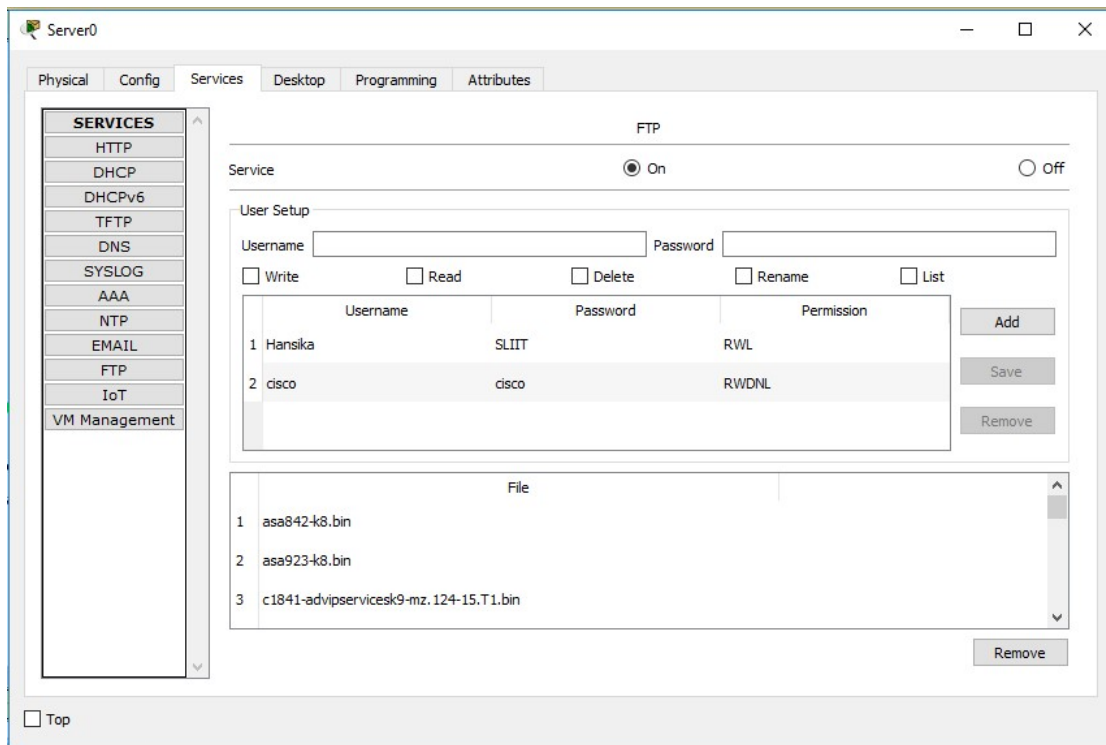 Server0
Physical Config Services Desktop Programming Attributes
SERVICES
HTTP
DHCP
DHCPv6
TFTP
DNS
SYSLOG
AAA
NTP
EMAIL
FTP
IoT
VM Management
FTP
Service On Off
User Setup
Username Password
Write Read Delete Rename List
Username Password Permission
1 Hansika SLIIT RWL
2 cisco cisco RWDNL
Add
Save
Remove
File
1 asa842-k8.bin
2 asa923-k8.bin
3 c1841-advipservicesk9-mz.124-15.T1.bin
Remove
Top